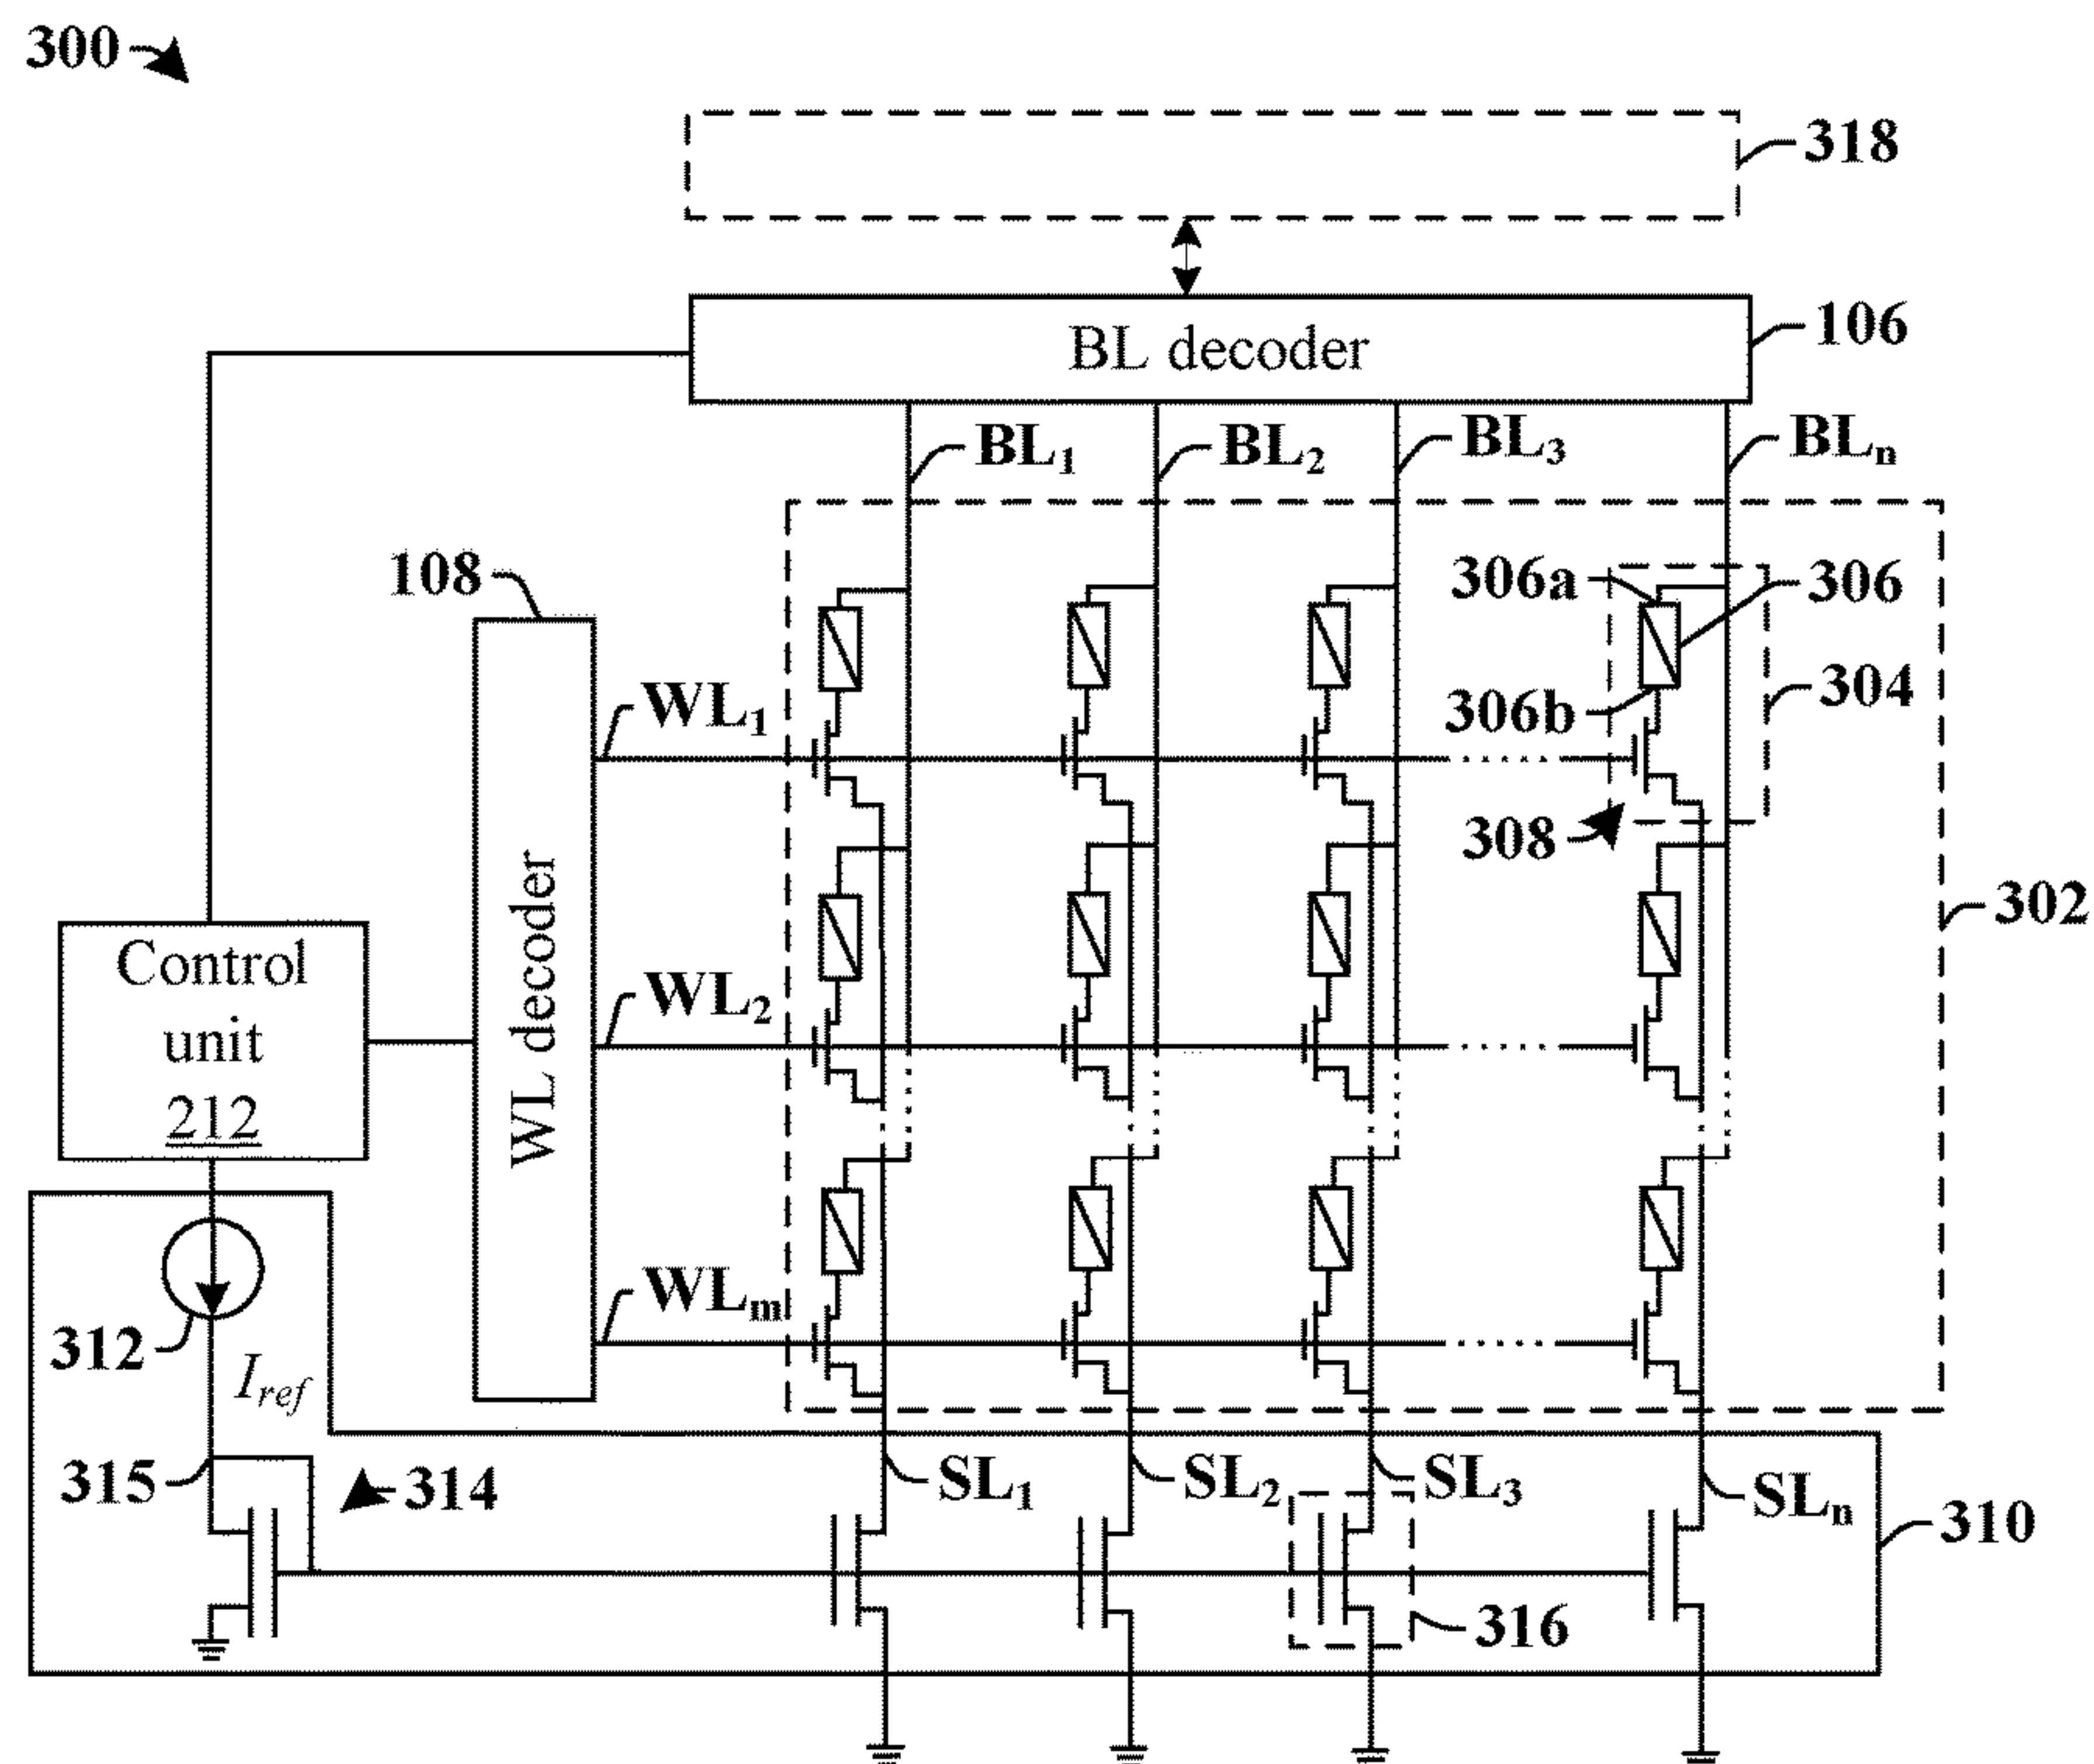 300
318
BL decoder
106
BL₁
BL₂
BL₃
BLₙ
108
306a
306
WL₁
306b
304
308
302
Control
unit
212
WL decoder
WL₂
312
I_ref
WLₘ
315
314
SL₁
SL₂
SL₃
SLₙ
310
316